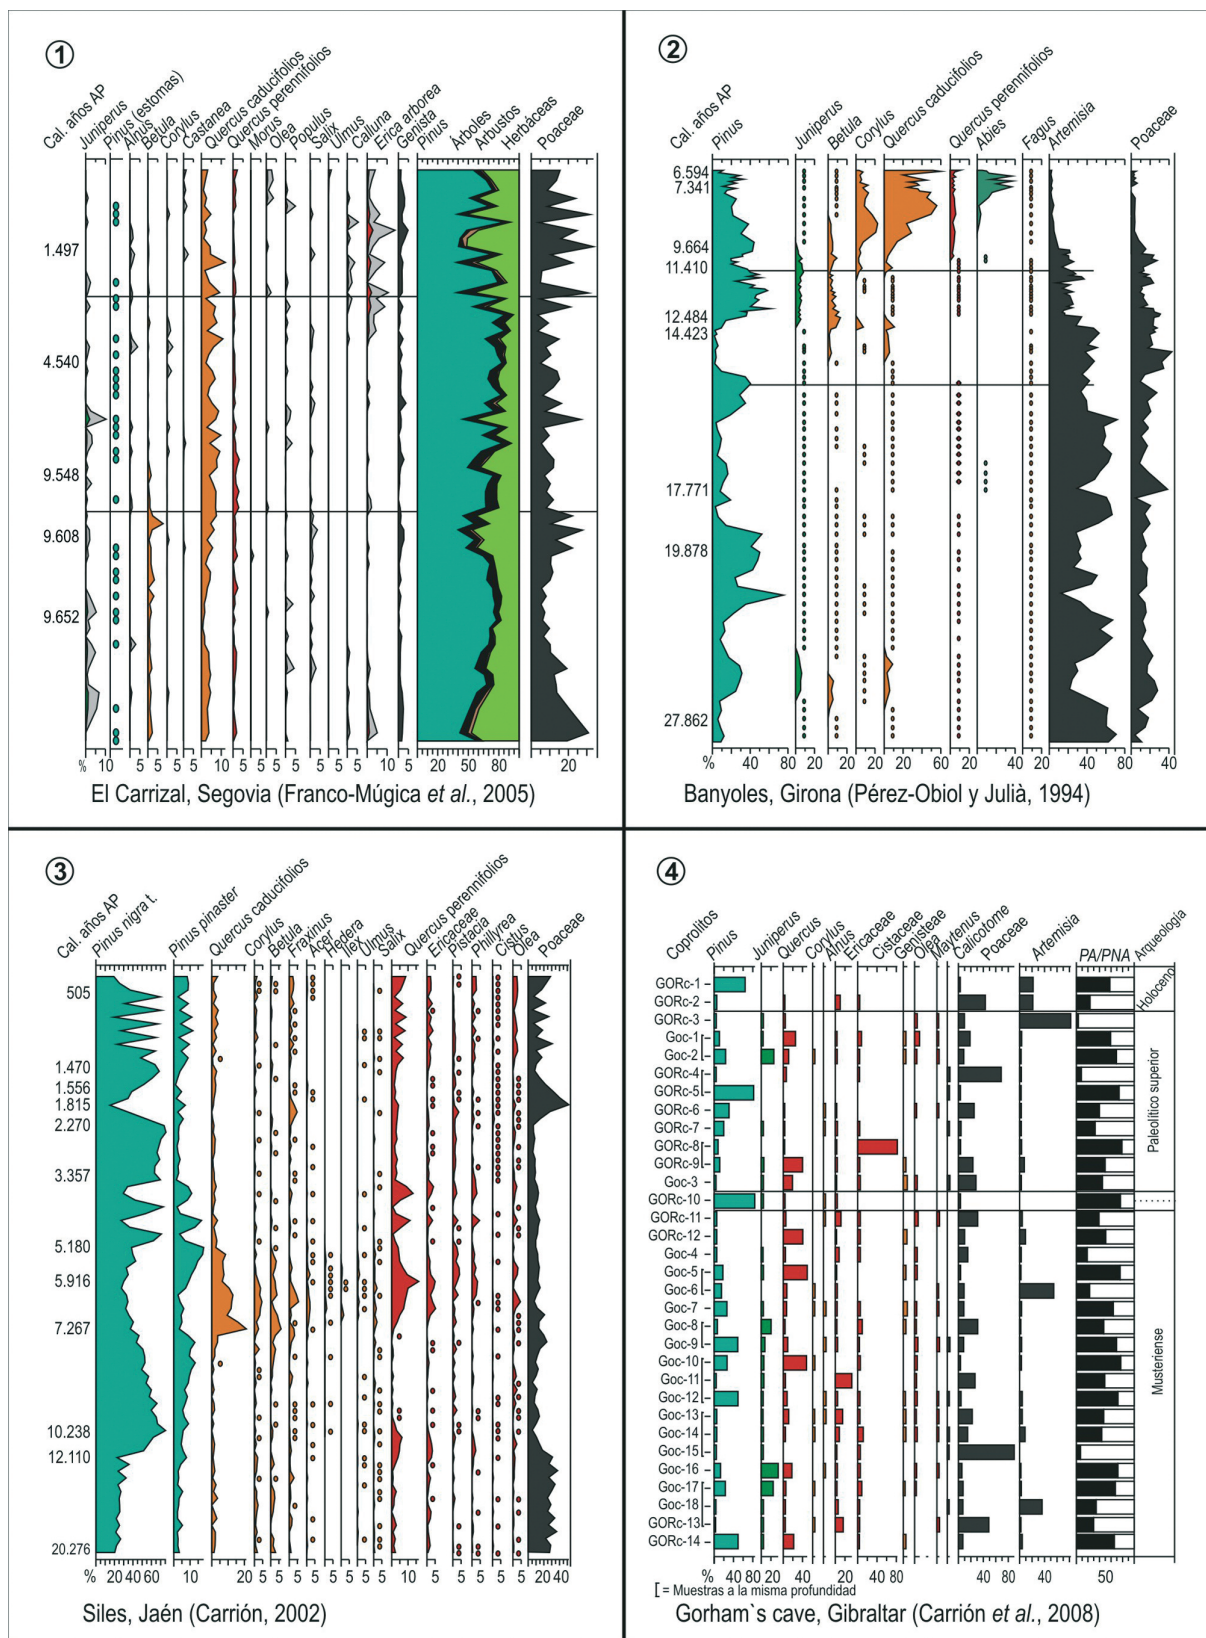 ①
Cal. años AP
Juniperus
Pinus (estomas)
Alnus
Betula
Corylus
Castanea
Quercus caducifolios
Quercus perennifolios
Morus
Olea
Populus
Salix
Ulmus
Calluna
Erica arborea
Genista
Pinus
Árboles
Arbustos
Herbáceas
Poaceae
1.497
4.540
9.548
9.608
9.652
% 10 5 5 5 5 5 10 5 5 5 5 5 5 5 10 5 20 50 80 20
El Carrizal, Segovia (Franco-Múgica et al., 2005)
②
Cal. años AP
Pinus
Juniperus
Betula
Corylus
Quercus caducifolios
Quercus perennifolios
Abies
Fagus
Artemisia
Poaceae
6.594
7.341
9.664
11.410
12.484
14.423
17.771
19.878
27.862
% 40 80 20 20 20 20 60 20 40 20 40 80 40
Banyoles, Girona (Pérez-Obiol y Julià, 1994)
③
Cal. años AP
Pinus nigra t.
Pinus pinaster
Quercus caducifolios
Corylus
Betula
Fraxinus
Acer
Hedera
Ilex
Ulmus
Salix
Quercus perennifolios
Ericaceae
Pistacia
Phillyrea
Cistus
Olea
Poaceae
505
1.470
1.556
1.815
2.270
3.357
5.180
5.916
7.267
10.238
12.110
20.276
% 20 40 60 10 20 5 5 5 5 5 5 5 5 10 5 5 5 5 5 20 40
Siles, Jaén (Carrión, 2002)
④
Coprolitos
Pinus
Juniperus
Quercus
Corylus
Alnus
Ericaceae
Cistaceae
Genisteae
Olea
Maytenus
Calicotome
Poaceae
Artemisia
PA/PNA
Arqueología
GORc-1
GORc-2
GORc-3
Goc-1
Goc-2
GORc-4
GORc-5
GORc-6
GORc-7
GORc-8
GORc-9
Goc-3
GORc-10
GORc-11
GORc-12
Goc-4
Goc-5
Goc-6
Goc-7
Goc-8
Goc-9
Goc-10
Goc-11
Goc-12
Goc-13
Goc-14
Goc-15
Goc-16
Goc-17
Goc-18
GORc-13
GORc-14
Holoceno
Paleolítico superior
Musteriense
% 40 80 20 40 20 40 80 40 40 50
[ = Muestras a la misma profundidad
Gorham`s cave, Gibraltar (Carrión et al., 2008)